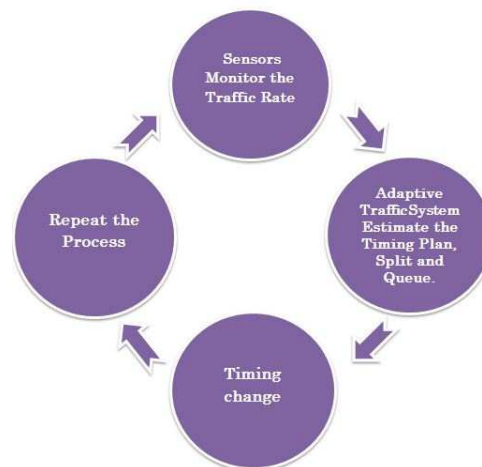 Sensors
Monitor the
Traffic Rate
Adaptive
TrafficSystem
Estimate the
Timing Plan,
Split and
Queue.
Timing
change
Repeat the
Process